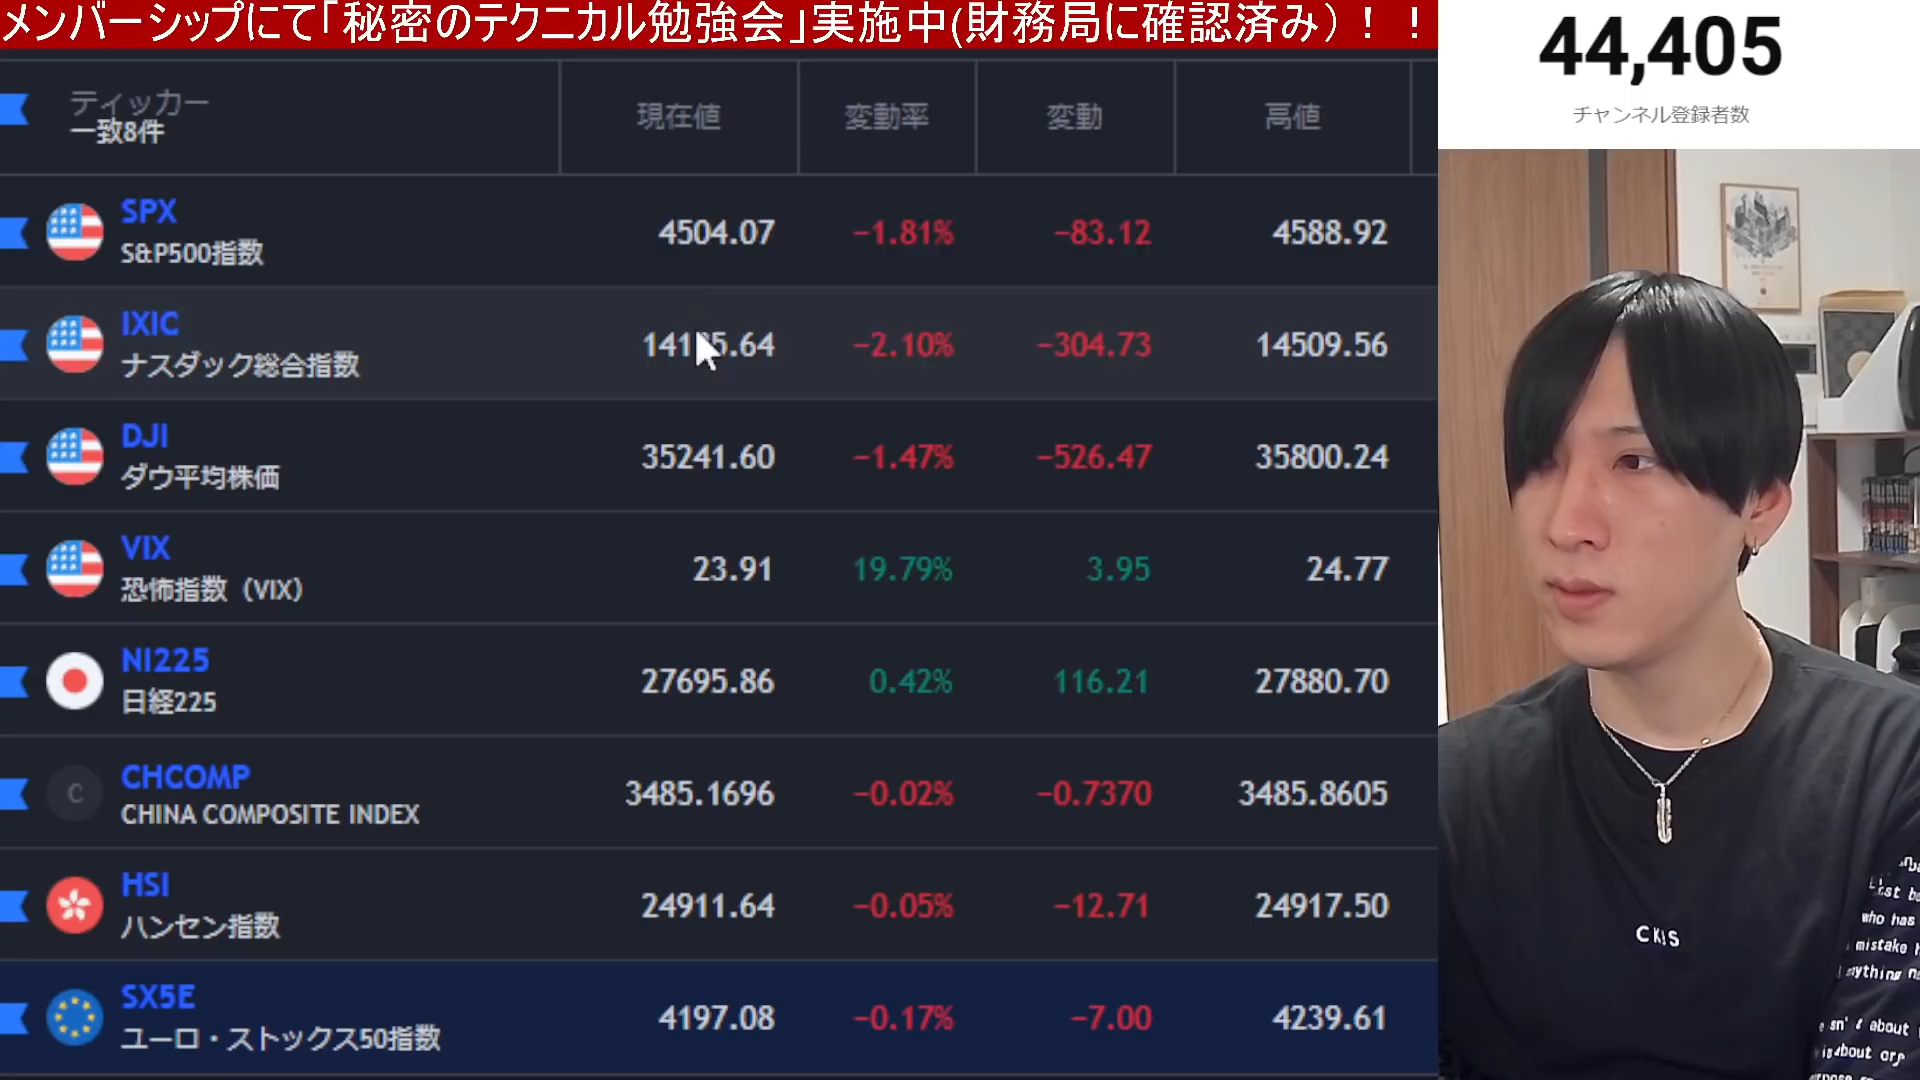 メンバーシップにて「秘密のテクニカル勉強会」実施中(財務局に確認済み)！！
44,405
チャンネル登録者数
ティッカー 現在値 変動率 変動 高値
一致8件
SPX
S&P500指数
4504.07 −1.81% −83.12 4588.92
IXIC
ナスダック総合指数
−2.10% −304.73 14509.56
DJI
ダウ平均株価
35241.60 −1.47% −526.47 35800.24
VIX
恐怖指数（VIX）
23.91 19.79% 3.95 24.77
NI225
日経225
27695.86 0.42% 116.21 27880.70
C
CHCOMP
CHINA COMPOSITE INDEX
3485.1696 −0.02% −0.7370 3485.8605
HSI
ハンセン指数
24911.64 −0.05% −12.71 24917.50
SX5E
ユーロ・ストックス50指数
4197.08 −0.17% −7.00 4239.61
who has
mistake
about
about